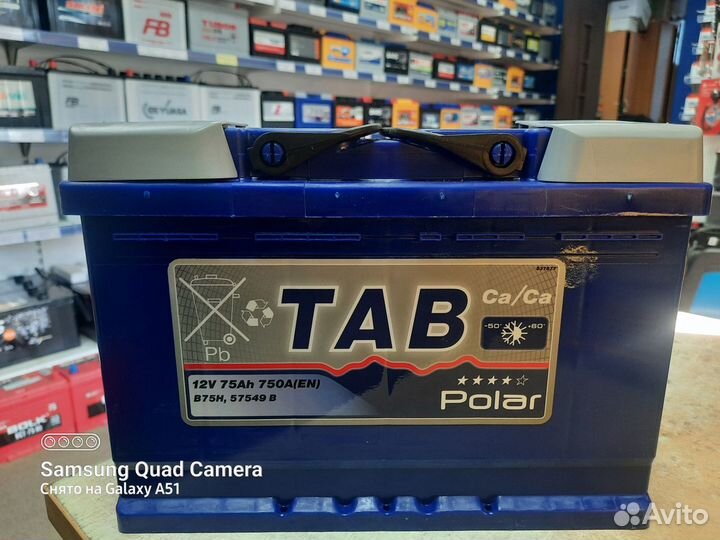 FB
TAB
Ca/Ca
-50° +60°
Pb
12V 75Ah 750A(EN)
B75H, 57549 B
★★★★☆
Polar
Samsung Quad Camera
Снято на Galaxy A51
Avito